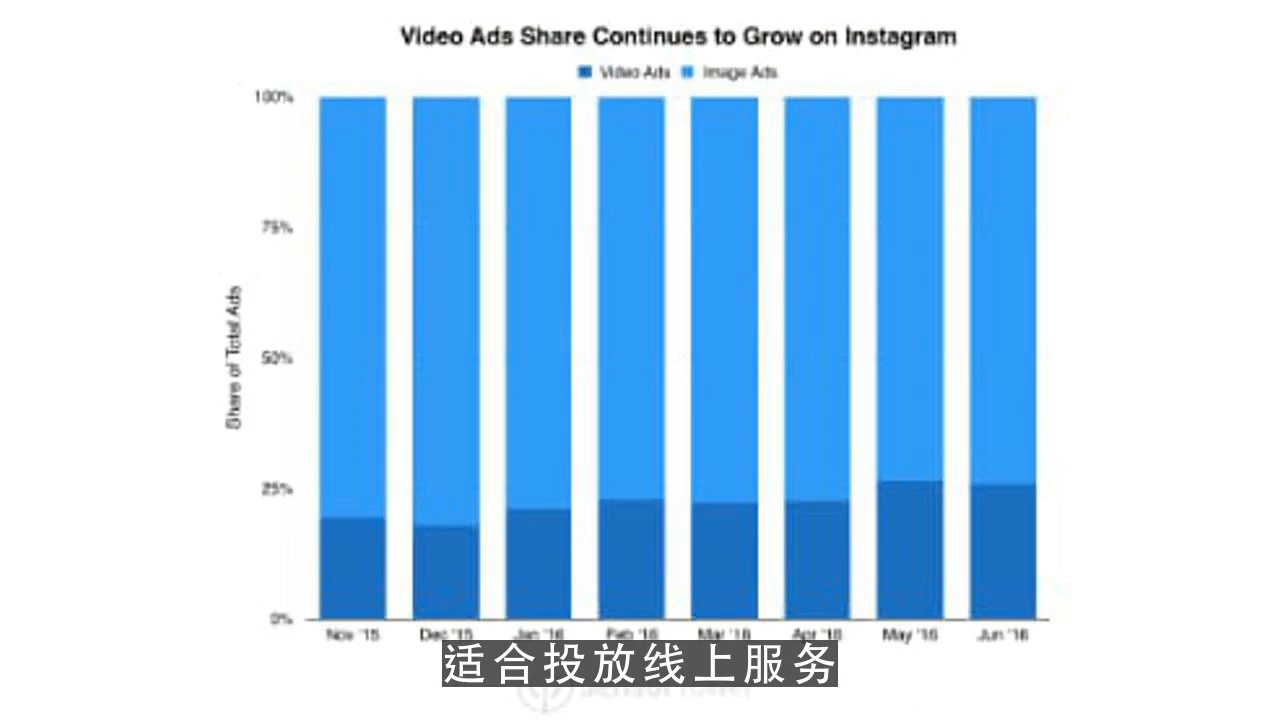 Video Ads Share Continues to Grow on Instagram
Video Ads
Image Ads
100%
75%
50%
25%
0%
Share of Total Ads
Nov '15
Dec '15
Jan '16
Feb '16
Mar '16
Apr '16
May '16
Jun '16
适合投放线上服务